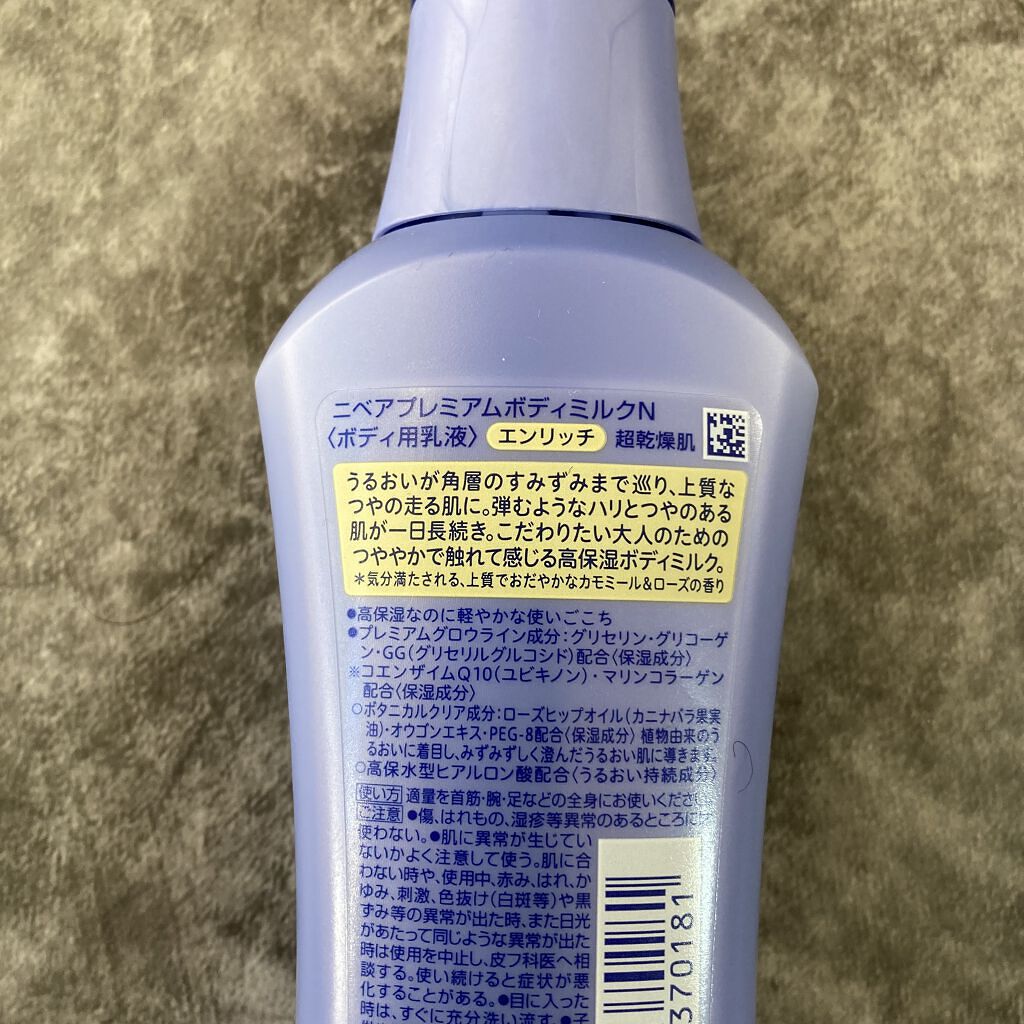 ニベアプレミアムボディミルクN
〈ボディ用乳液〉 エンリッチ 超乾燥肌
うるおいが角層のすみずみまで巡り、上質な
つやの走る肌に。弾むようなハリとつやのある
肌が一日長続き。こだわりたい大人のための
つややかで触れて感じる高保湿ボディミルク。
＊気分満たされる、上質でおだやかなカモミール&ローズの香り
●高保湿なのに軽やかな使いごこち
●プレミアムグロウライン成分：グリセリン・グリコーゲ
ン・GG（グリセリルグルコシド）配合〈保湿成分〉
※コエンザイムQ10（ユビキノン）・マリンコラーゲン
配合〈保湿成分〉
○ボタニカルクリア成分：ローズヒップオイル（カニナバラ果実
油）・オウゴンエキス・PEG-8配合〈保湿成分〉 植物由来のう
るおいに着目し、みずみずしく澄んだうるおい肌に導きます。
○高保水型ヒアルロン酸配合〈うるおい持続成分〉
使い方 適量を首筋・腕・足などの全身にお使いください。
ご注意 ●傷、はれもの、湿疹等異常のあるところには
使わない。●肌に異常が生じてい
ないかよく注意して使う。肌に合
わない時や、使用中、赤み、はれ、か
ゆみ、刺激、色抜け（白斑等）や黒
ずみ等の異常が出た時、また日光
があたって同じような異常が出た
時は使用を中止し、皮フ科医へ相
談する。使い続けると症状が悪
化することがある。●目に入った
時は、すぐに充分洗い流す。●子
370181